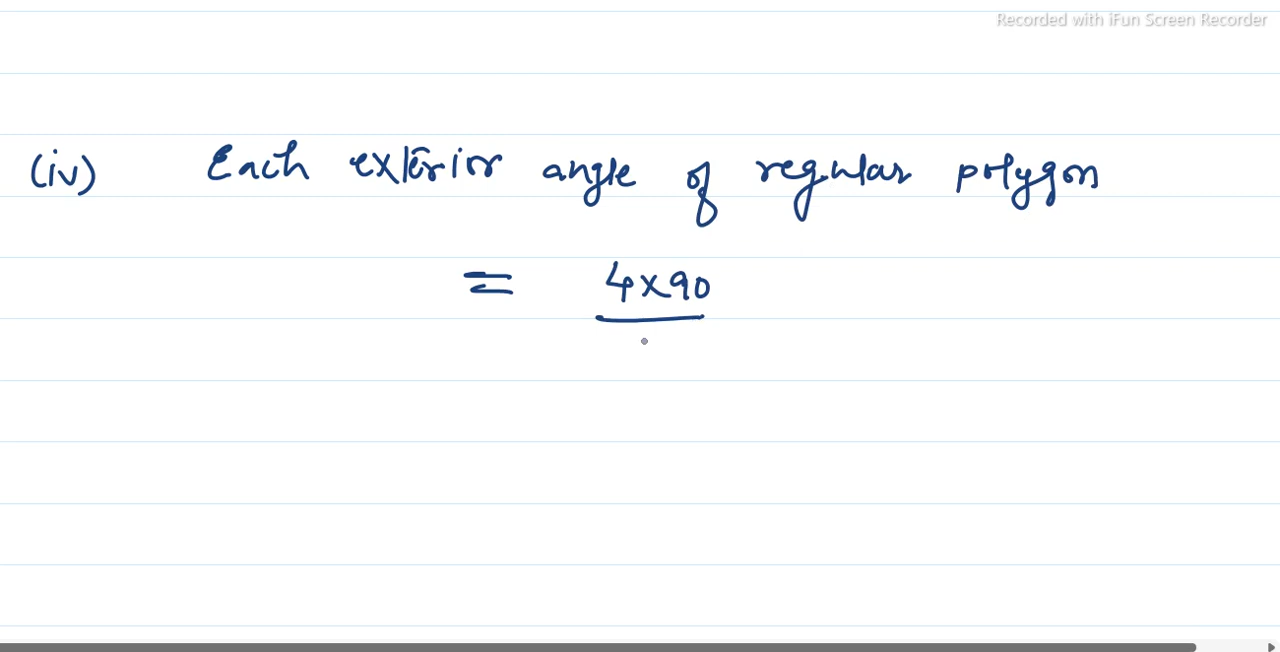 Recorded with iFun Screen Recorder
(iv) Each exterior angle of regular polygon
= 4x90